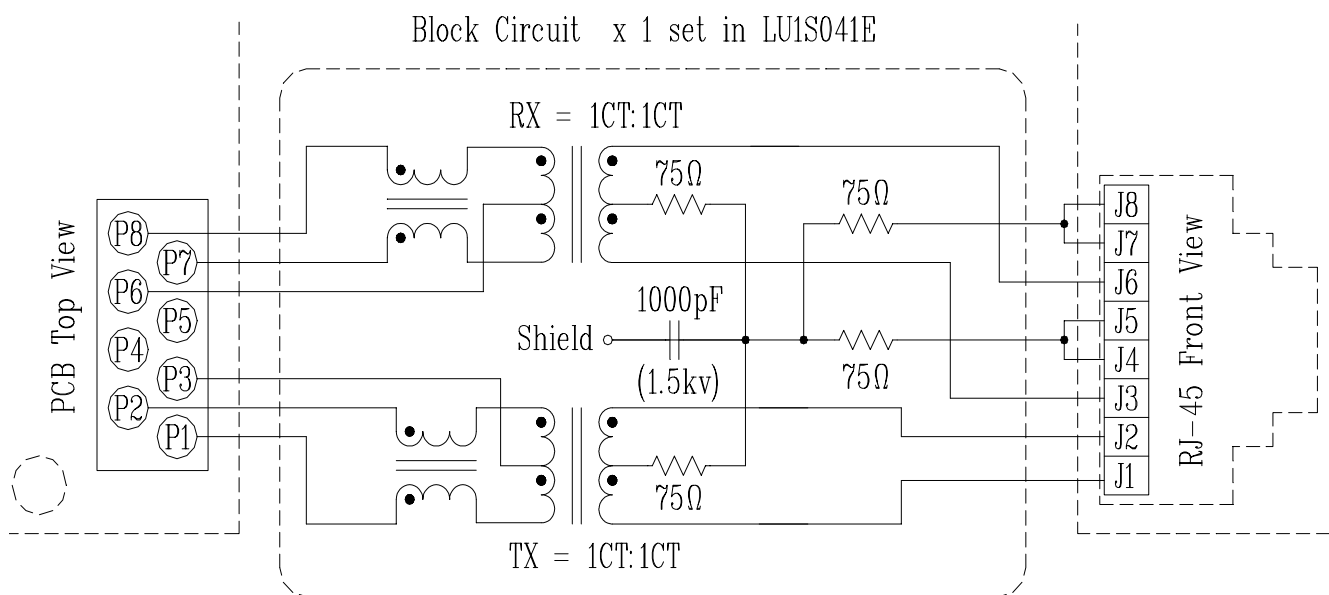 Block Circuit x 1 set in LU1S041E
RX = 1CT:1CT
75Ω
75Ω
P8
P7
P6
P5
P4
P3
P2
P1
PCB Top View
1000pF
Shield
(1.5kv)
75Ω
75Ω
TX = 1CT:1CT
J8
J7
J6
J5
J4
J3
J2
J1
RJ-45 Front View